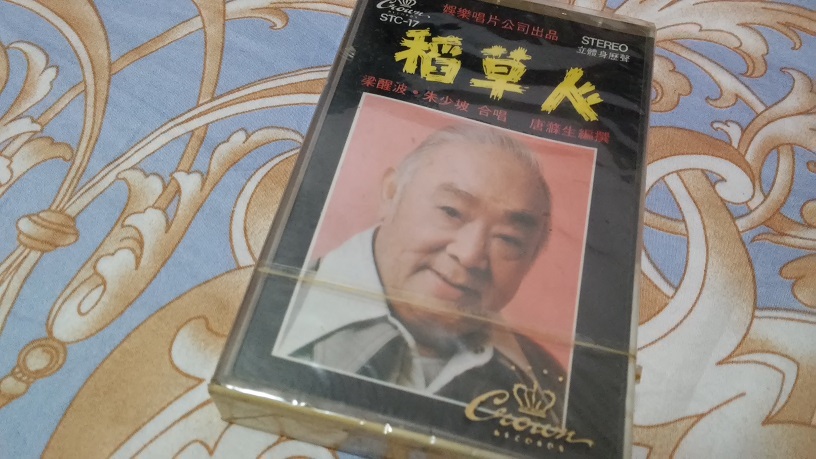 Crown
RECORDS
STC-17
娛樂唱片公司出品
STEREO
立體身歷聲
稻草人
梁醒波・朱少坡 合唱 唐滌生編撰
Crown
RECORDS